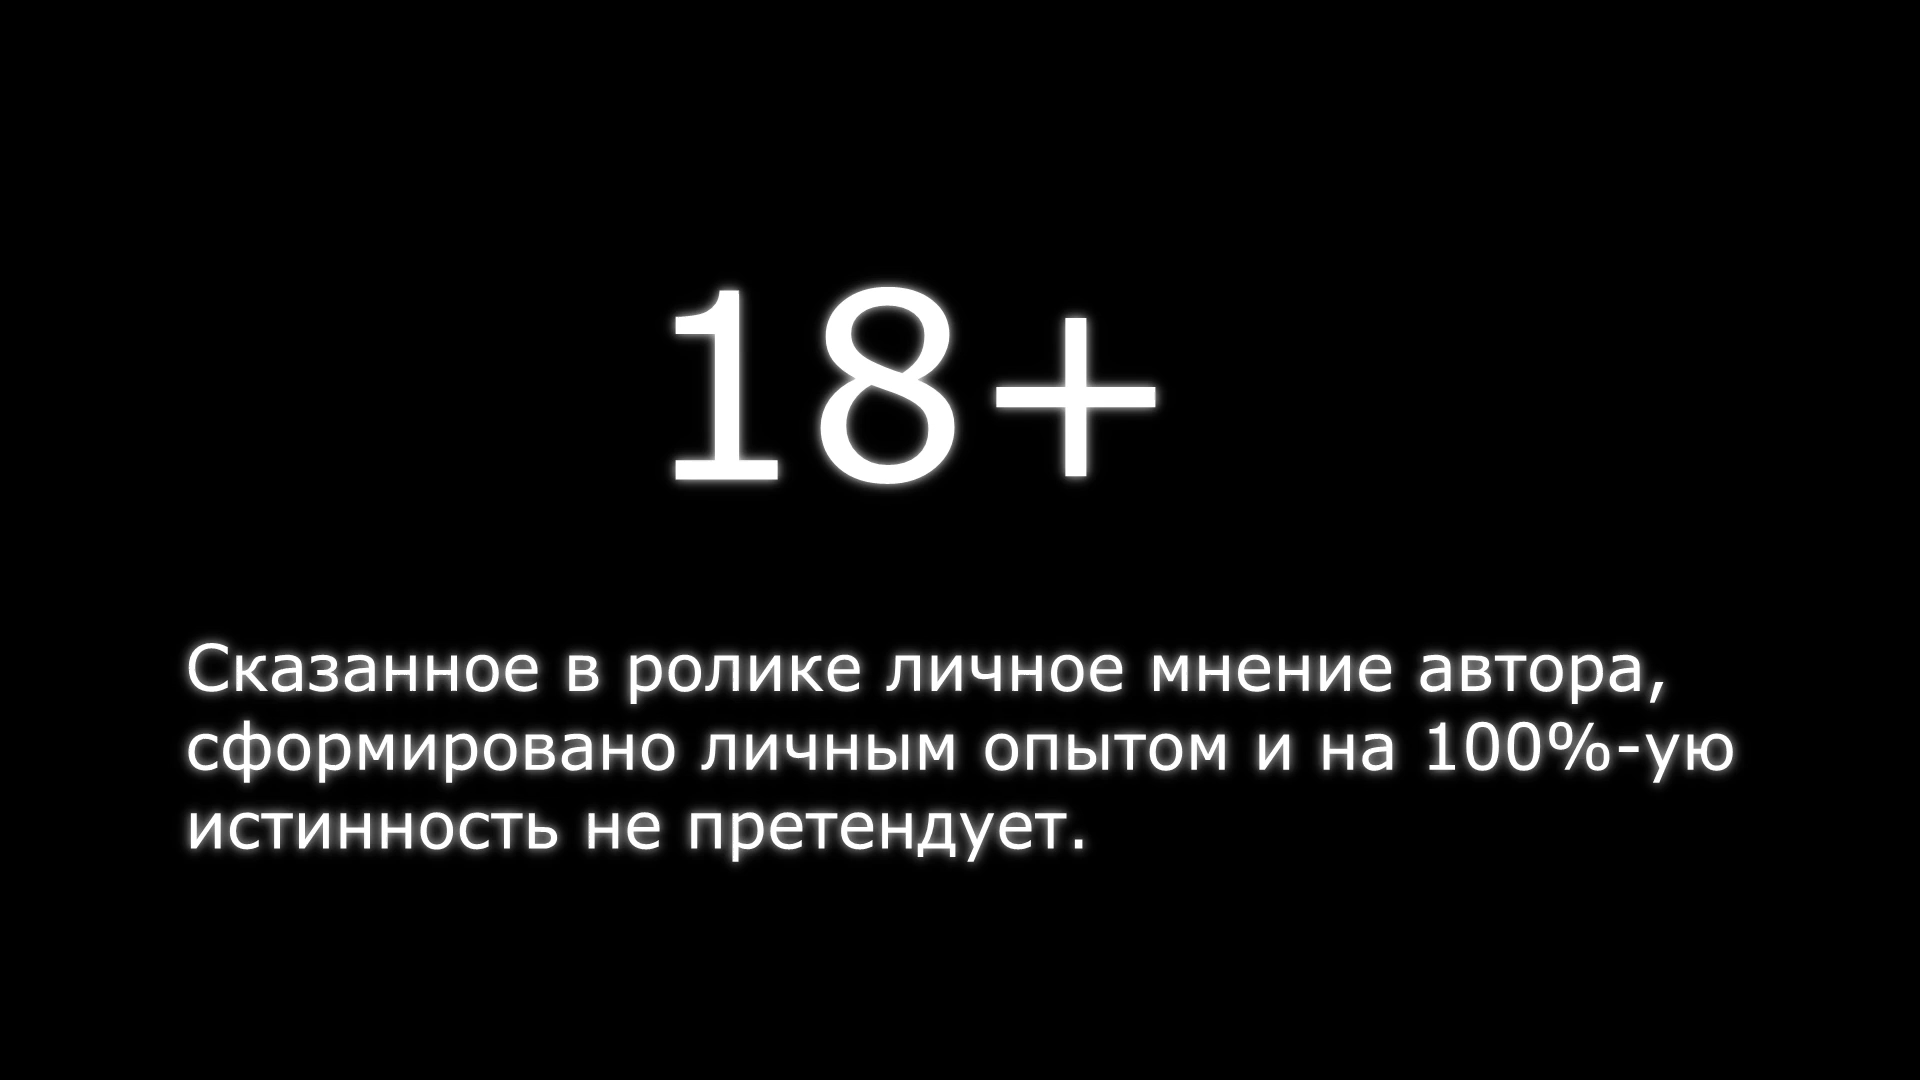 18+
Сказанное в ролике личное мнение автора,
сформировано личным опытом и на 100%-ую
истинность не претендует.